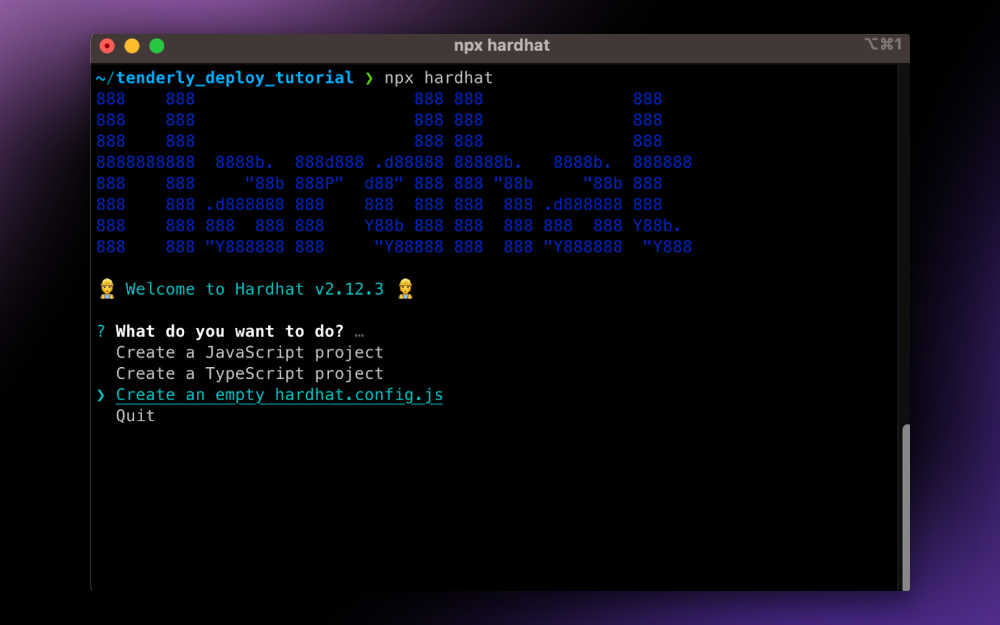 npx hardhat
⌥⌘1
~/tenderly_deploy_tutorial ❯ npx hardhat
888    888                      888 888               888
888    888                      888 888               888
888    888                      888 888               888
8888888888  8888b.  888d888 .d88888 88888b.   8888b.  888888
888    888     "88b 888P"  d88" 888 888 "88b     "88b 888
888    888 .d888888 888    888  888 888  888 .d888888 888
888    888 888  888 888    Y88b 888 888  888 888  888 Y88b.
888    888 "Y888888 888     "Y88888 888  888 "Y888888  "Y888
👷 Welcome to Hardhat v2.12.3 👷
? What do you want to do? …
Create a JavaScript project
Create a TypeScript project
❯ Create an empty hardhat.config.js
Quit